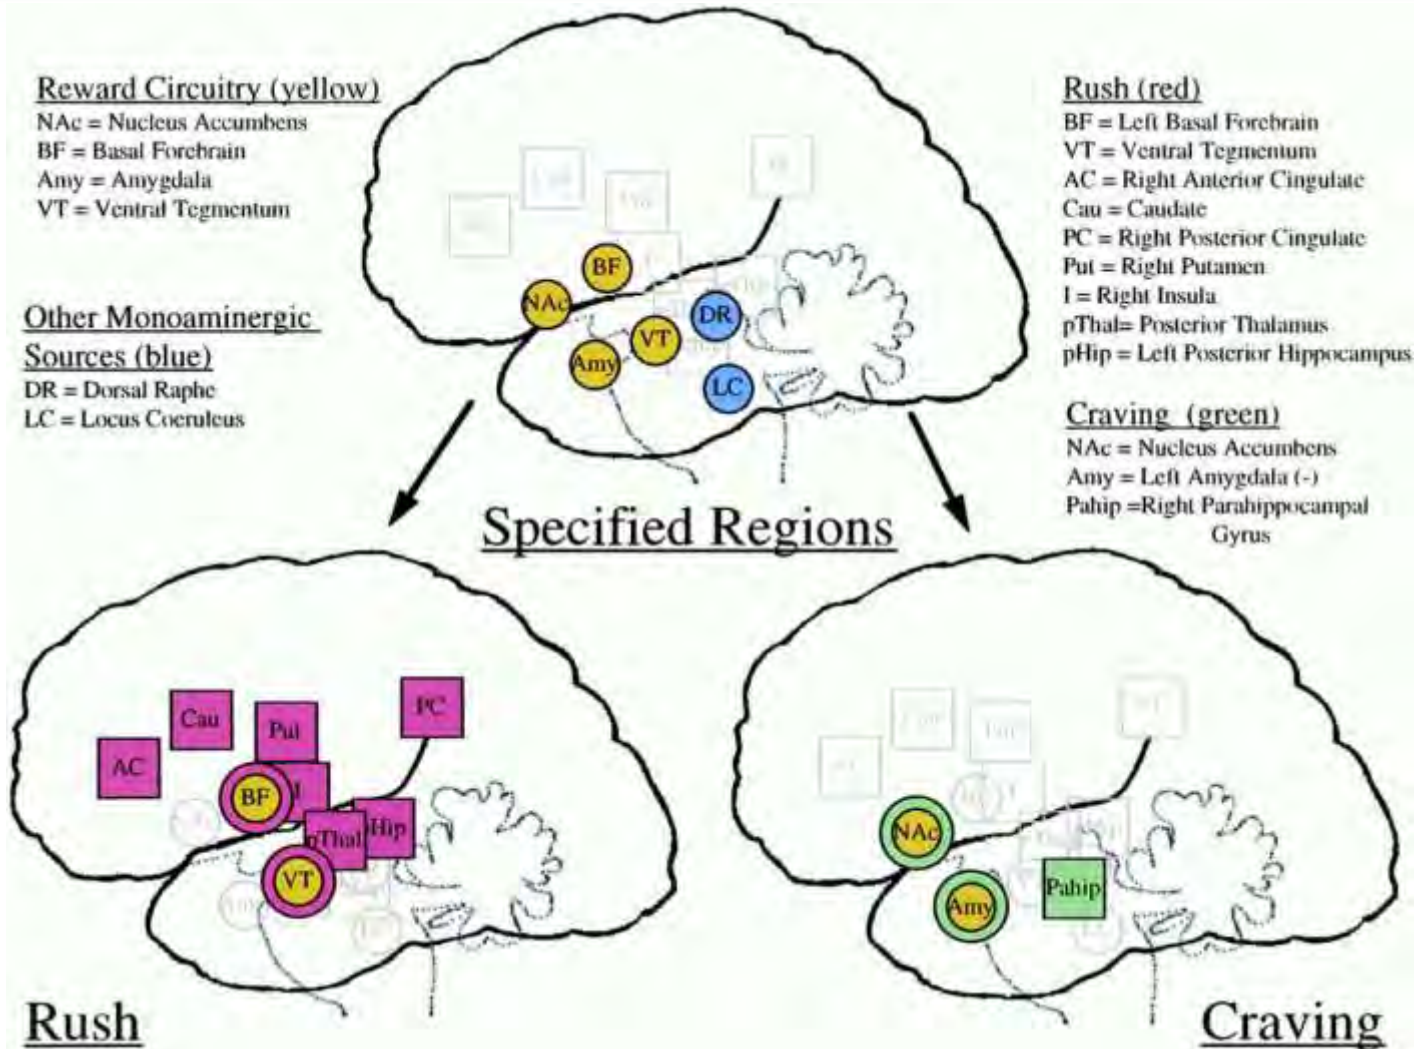 Reward Circuitry (yellow)
NAc = Nucleus Accumbens
BF = Basal Forebrain
Amy = Amygdala
VT = Ventral Tegmentum
Other Monoaminergic
Sources (blue)
DR = Dorsal Raphe
LC = Locus Coeruleus
Rush (red)
BF = Left Basal Forebrain
VT = Ventral Tegmentum
AC = Right Anterior Cingulate
Cau = Caudate
PC = Right Posterior Cingulate
Put = Right Putamen
I = Right Insula
pThal= Posterior Thalamus
pHip = Left Posterior Hippocampus
Craving (green)
NAc = Nucleus Accumbens
Amy = Left Amygdala (-)
Pahip =Right Parahippocampal
Gyrus
BF
NAc
DR
VT
Amy
LC
Specified Regions
PC
Cau
Put
AC
BF
I
pThal
Hip
VT
Rush
NAc
Pahip
Amy
Craving